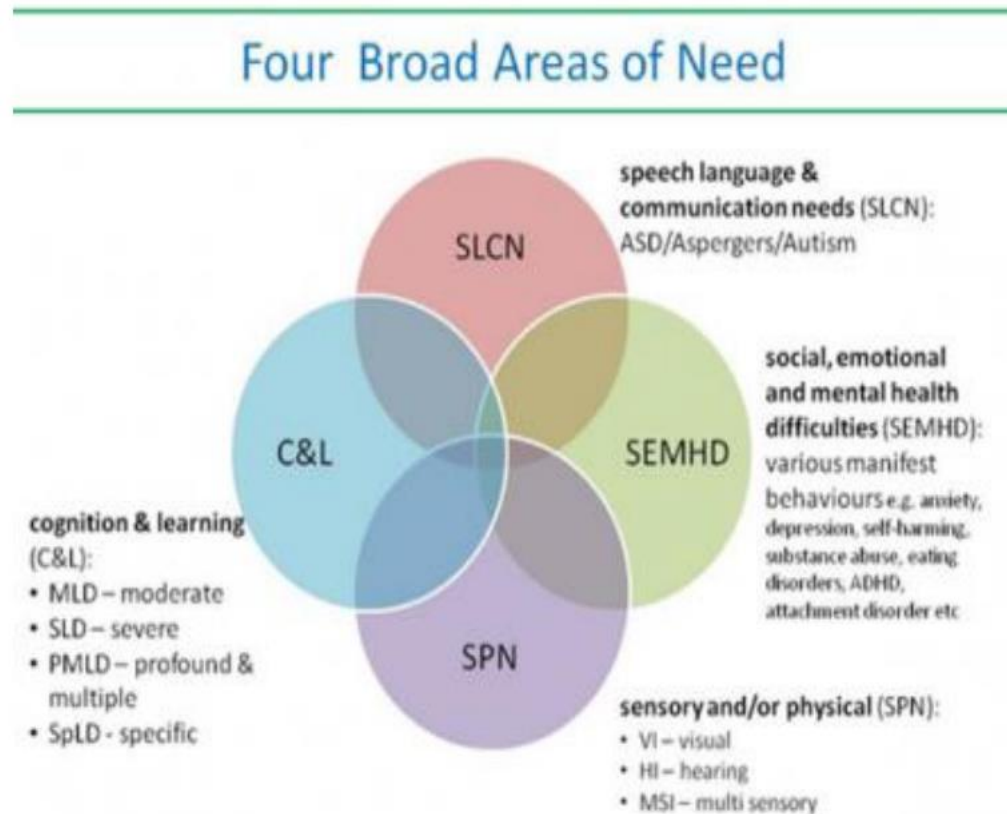 Four Broad Areas of Need
SLCN
speech language &
communication needs (SLCN):
ASD/Aspergers/Autism
C&L
SEMHD
social, emotional
and mental health
difficulties (SEMHD):
various manifest
behaviours e.g. anxiety,
depression, self-harming,
substance abuse, eating
disorders, ADHD,
attachment disorder etc
cognition & learning
(C&L):
• MLD – moderate
• SLD – severe
• PMLD – profound &
multiple
• SpLD - specific
SPN
sensory and/or physical (SPN):
• VI – visual
• HI – hearing
• MSI – multi sensory